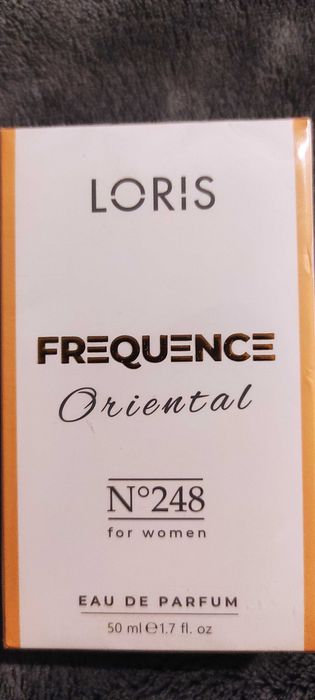 LORIS
FREQUENCE
Oriental
N°248
for women
EAU DE PARFUM
50 ml ℮1.7 fl. oz